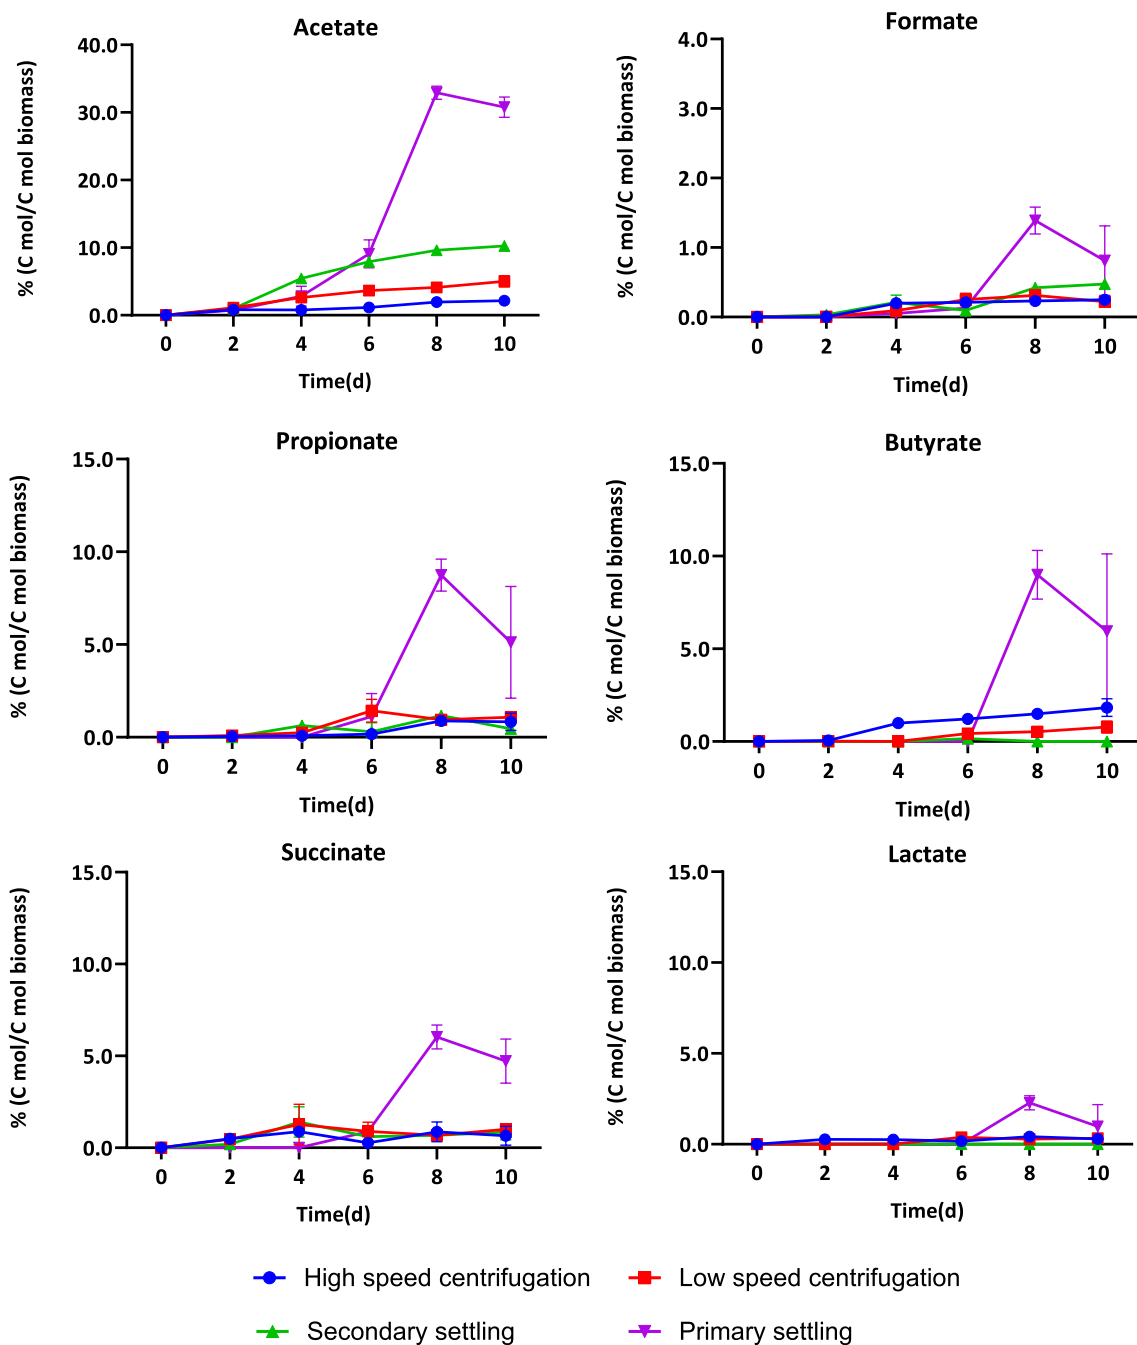 Acetate
% (C mol/C mol biomass)
40.0
30.0
20.0
10.0
0.0
0 2 4 6 8 10
Time(d)
Formate
% (C mol/C mol biomass)
4.0
3.0
2.0
1.0
0.0
0 2 4 6 8 10
Time(d)
Propionate
% (C mol/C mol biomass)
15.0
10.0
5.0
0.0
0 2 4 6 8 10
Time(d)
Butyrate
% (C mol/C mol biomass)
15.0
10.0
5.0
0.0
0 2 4 6 8 10
Time(d)
Succinate
% (C mol/C mol biomass)
15.0
10.0
5.0
0.0
0 2 4 6 8 10
Time(d)
Lactate
% (C mol/C mol biomass)
15.0
10.0
5.0
0.0
0 2 4 6 8 10
Time(d)
High speed centrifugation
Low speed centrifugation
Secondary settling
Primary settling